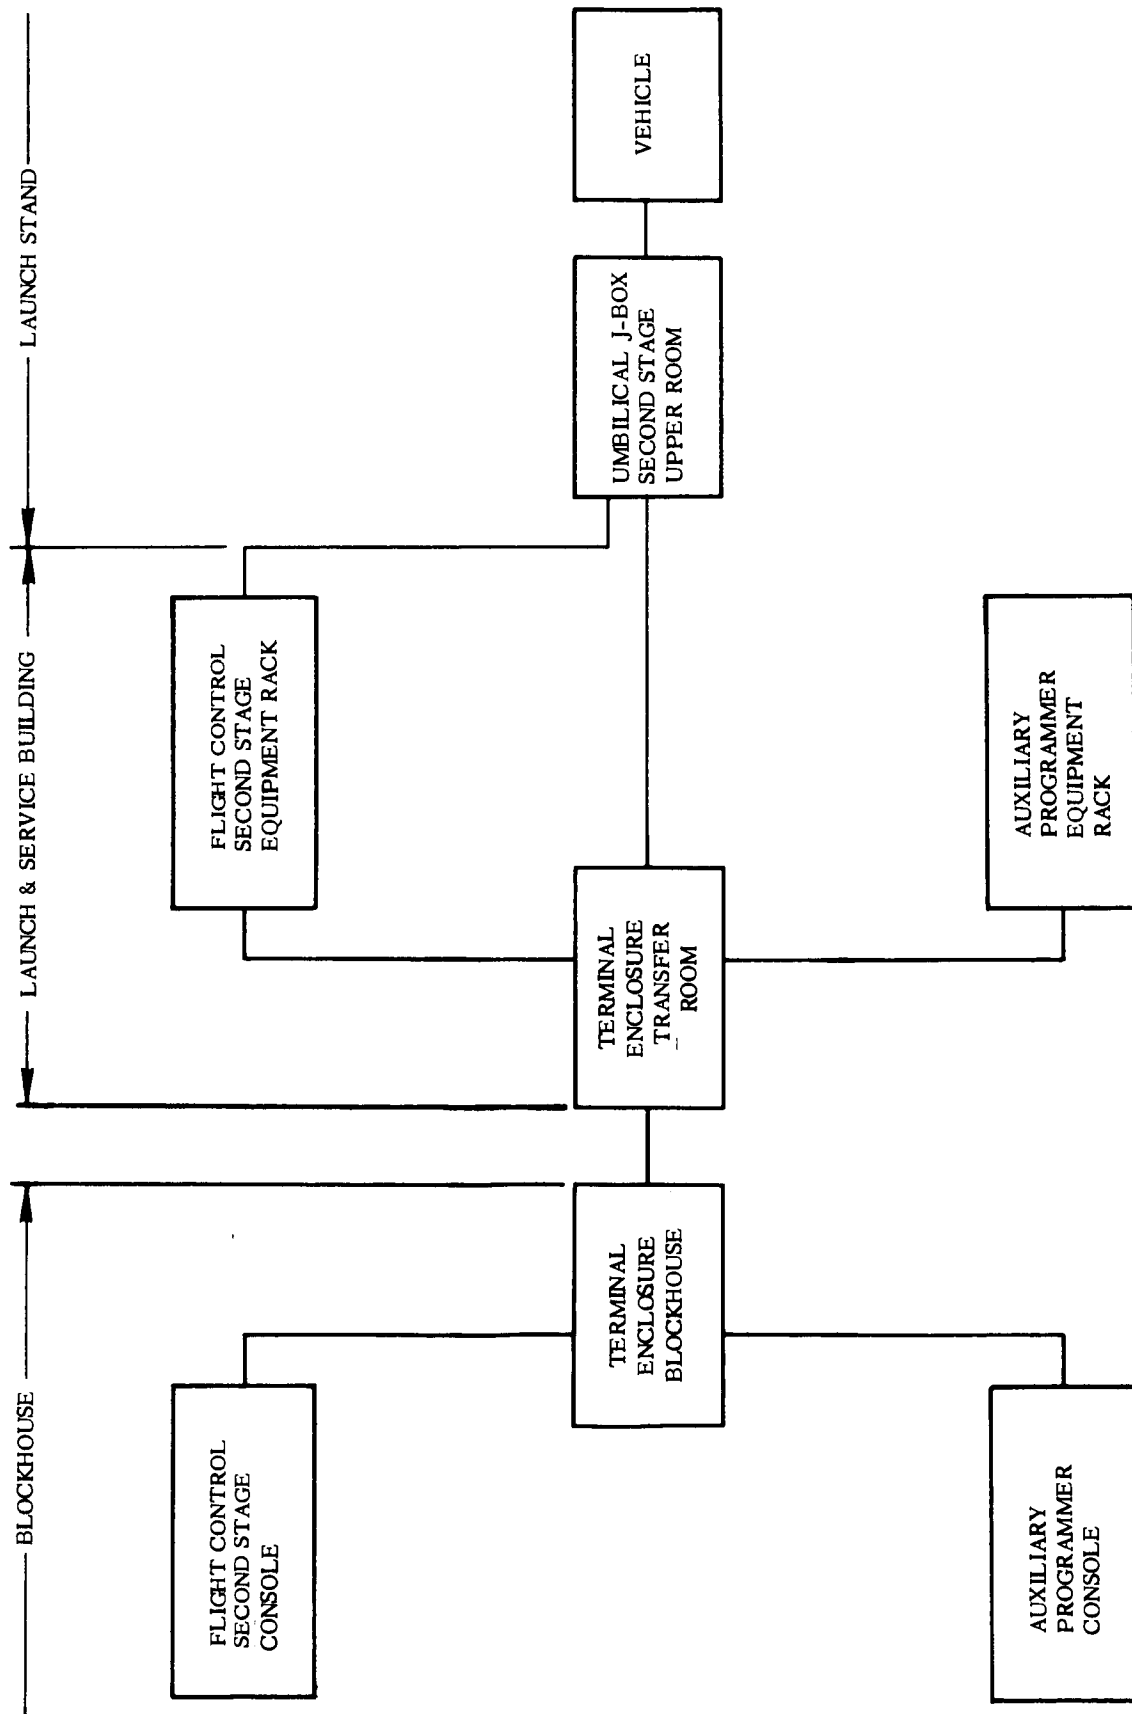 BLOCKHOUSE
LAUNCH & SERVICE BUILDING
LAUNCH STAND
FLIGHT CONTROL
SECOND STAGE
CONSOLE
FLIGHT CONTROL
SECOND STAGE
EQUIPMENT RACK
TERMINAL
ENCLOSURE
BLOCKHOUSE
TERMINAL
ENCLOSURE
TRANSFER
ROOM
UMBILICAL J-BOX
SECOND STAGE
UPPER ROOM
VEHICLE
AUXILIARY
PROGRAMMER
CONSOLE
AUXILIARY
PROGRAMMER
EQUIPMENT
RACK